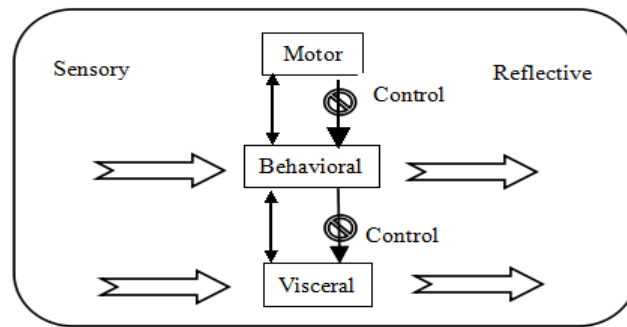 Motor
Sensory
Reflective
Control
Behavioral
Control
Visceral